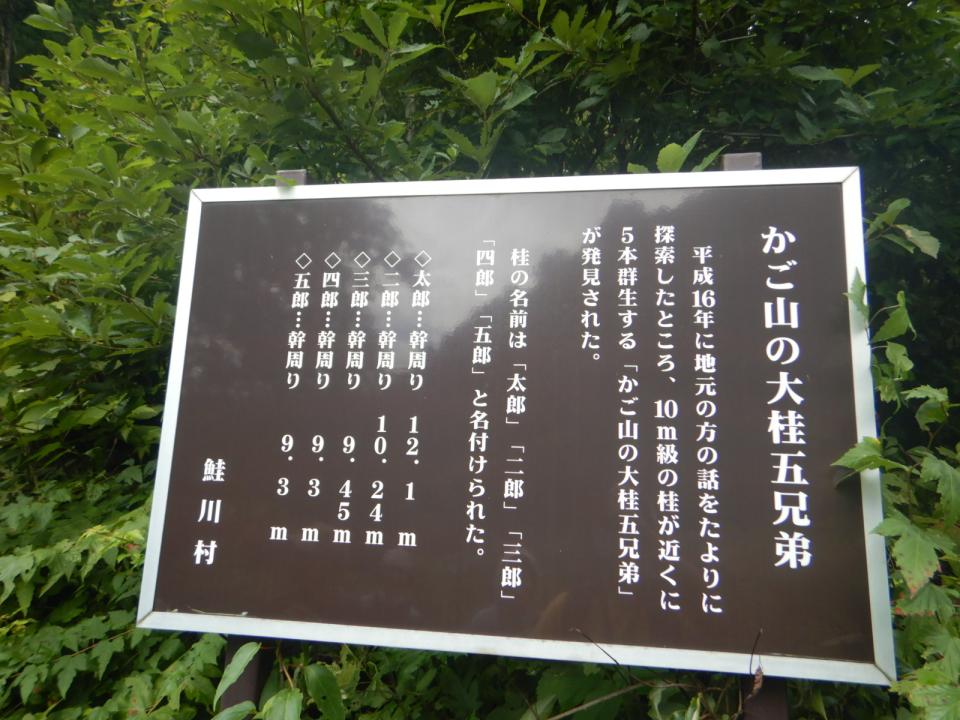 かご山の大桂五兄弟
平成16年に地元の方の話をたよりに
探索したところ、10m級の桂が近くに
5本群生する「かご山の大桂五兄弟」
が発見された。
桂の名前は「太郎」「二郎」「三郎」
「四郎」「五郎」と名付けられた。
◇太郎…幹周り 12.1m
◇二郎…幹周り 10.24m
◇三郎…幹周り 9.45m
◇四郎…幹周り 9.3m
◇五郎…幹周り 9.3m
鮭川村